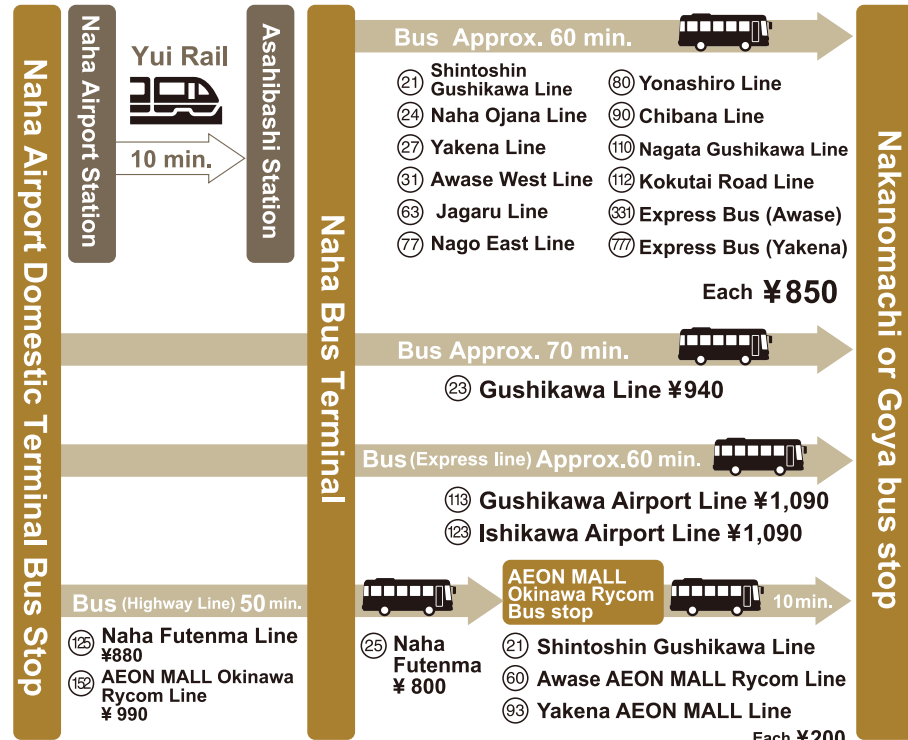 Naha Airport Domestic Terminal Bus Stop
Naha Airport Station
Yui Rail
10 min.
Asahibashi Station
Naha Bus Terminal
Bus Approx. 60 min.
21 Shintoshin
Gushikawa Line
24 Naha Ojana Line
27 Yakena Line
31 Awase West Line
63 Jagaru Line
77 Nago East Line
80 Yonashiro Line
90 Chibana Line
110 Nagata Gushikawa Line
112 Kokutai Road Line
331 Express Bus (Awase)
777 Express Bus (Yakena)
Each ¥850
Bus Approx. 70 min.
23 Gushikawa Line ¥940
Bus (Express line) Approx.60 min.
113 Gushikawa Airport Line ¥1,090
123 Ishikawa Airport Line ¥1,090
Bus (Highway Line) 50 min.
125 Naha Futenma Line
¥880
152 AEON MALL Okinawa
Rycom Line
¥ 990
25 Naha
Futenma
¥ 800
AEON MALL
Okinawa Rycom
Bus stop
10min.
21 Shintoshin Gushikawa Line
60 Awase AEON MALL Rycom Line
93 Yakena AEON MALL Line
Each ¥200
Nakanomachi or Goya bus stop